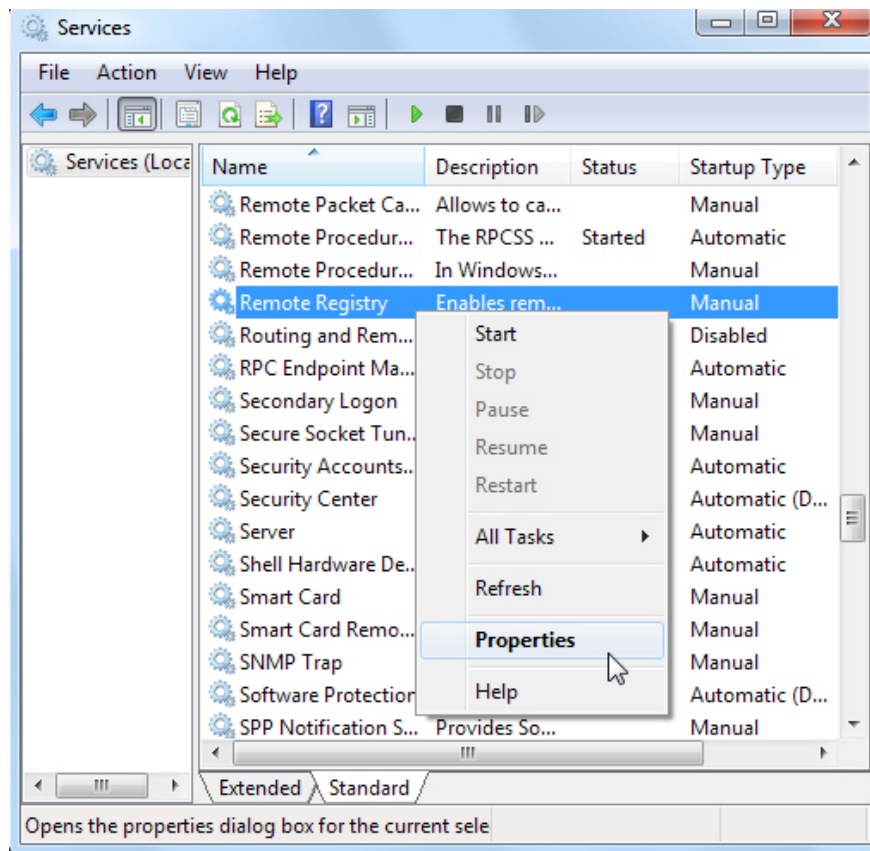 Services
File Action View Help
Services (Loca
Name Description Status Startup Type
Remote Packet Ca... Allows to ca... Manual
Remote Procedur... The RPCSS ... Started Automatic
Remote Procedur... In Windows... Manual
Remote Registry Enables rem... Manual
Routing and Rem... Disabled
RPC Endpoint Ma... Automatic
Secondary Logon Manual
Secure Socket Tun.. Manual
Security Accounts.. Automatic
Security Center Automatic (D...
Server Automatic
Shell Hardware De.. Automatic
Smart Card Manual
Smart Card Remo... Manual
SNMP Trap Manual
Software Protection Automatic (D...
SPP Notification S... Provides So... Manual
Start
Stop
Pause
Resume
Restart
All Tasks
Refresh
Properties
Help
Extended Standard
Opens the properties dialog box for the current sele